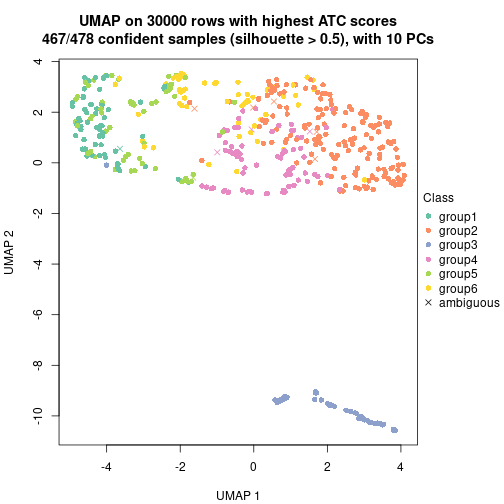 UMAP on 30000 rows with highest ATC scores
467/478 confident samples (silhouette > 0.5), with 10 PCs
4
2
0
-2
-4
-6
-8
-10
UMAP 2
-4
-2
0
2
4
UMAP 1
Class
group1
group2
group3
group4
group5
group6
ambiguous